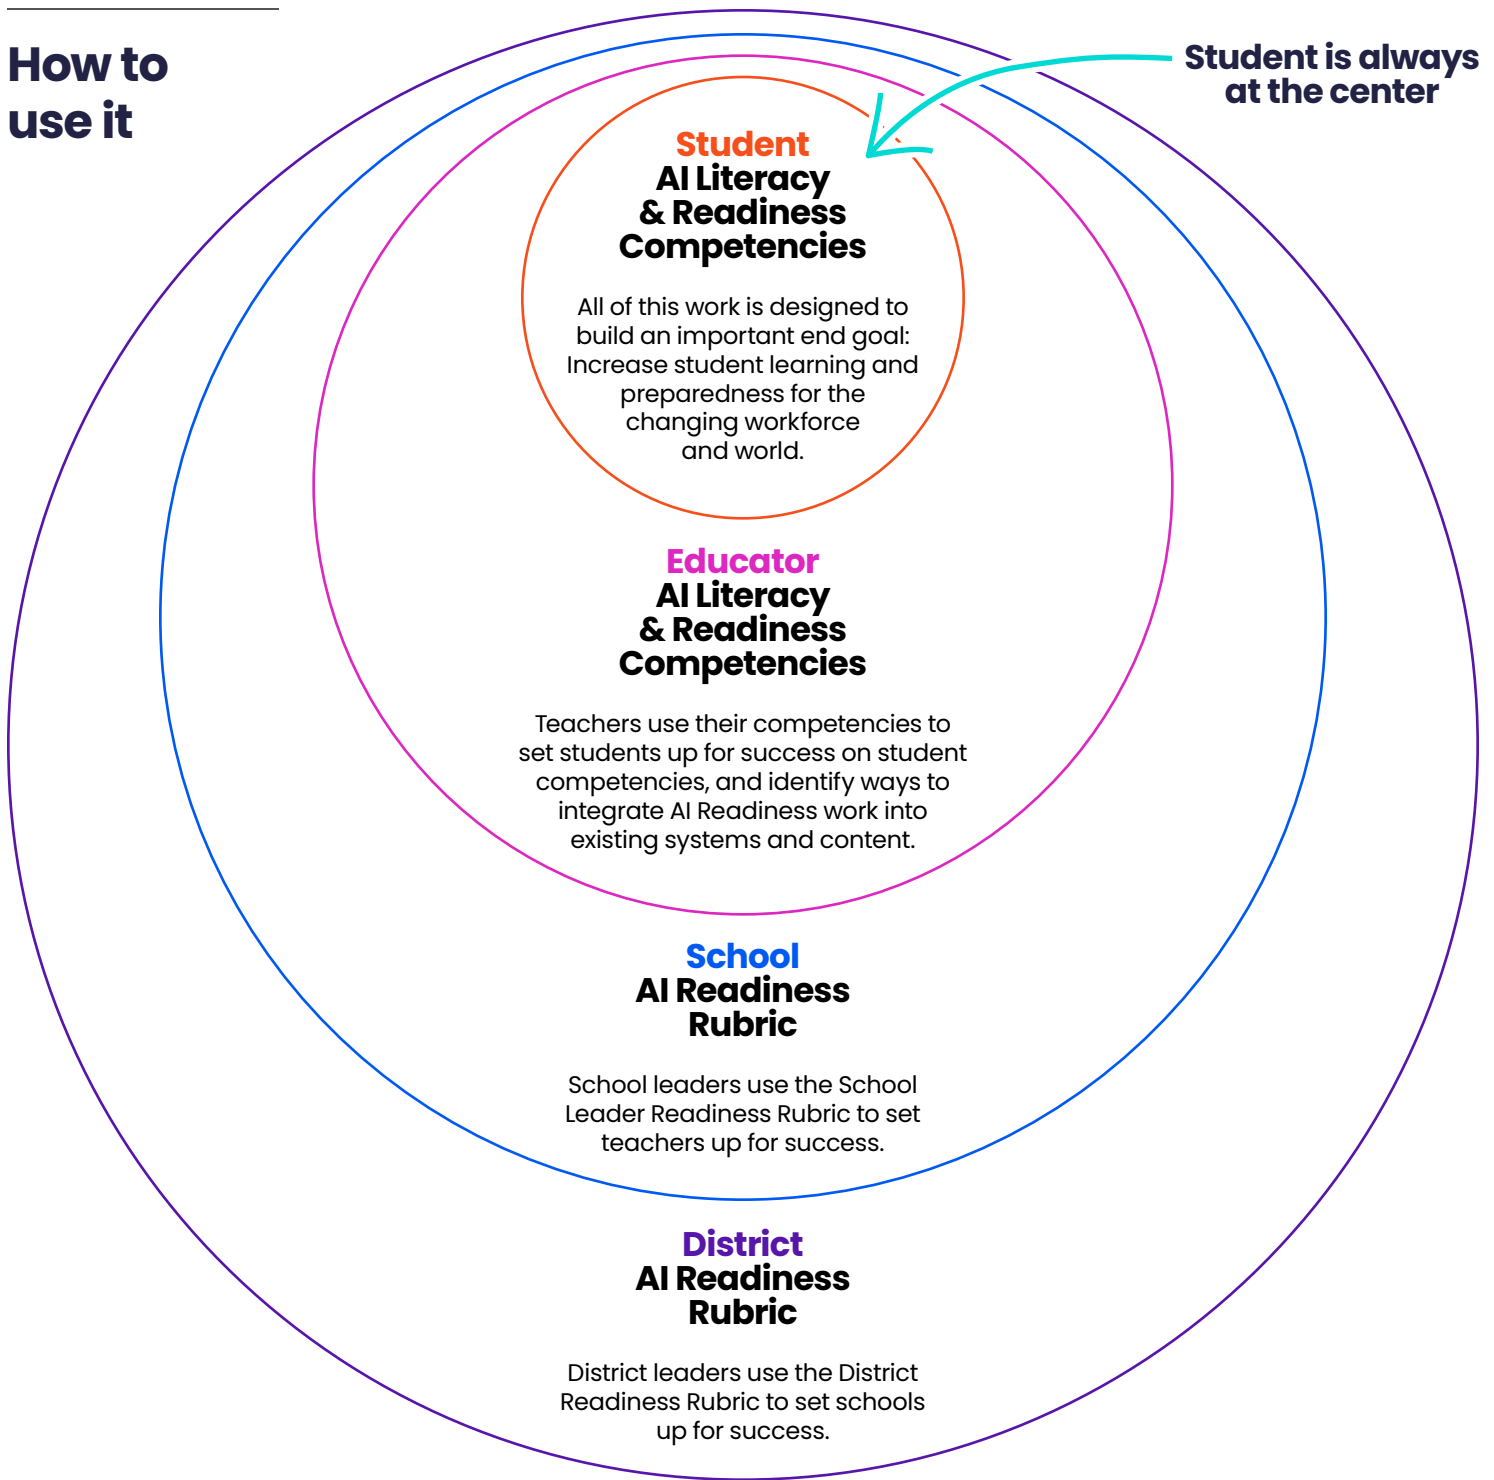 How to
use it
Student is always
at the center
Student
AI Literacy
& Readiness
Competencies
All of this work is designed to
build an important end goal:
Increase student learning and
preparedness for the
changing workforce
and world.
Educator
AI Literacy
& Readiness
Competencies
Teachers use their competencies to
set students up for success on student
competencies, and identify ways to
integrate AI Readiness work into
existing systems and content.
School
AI Readiness
Rubric
School leaders use the School
Leader Readiness Rubric to set
teachers up for success.
District
AI Readiness
Rubric
District leaders use the District
Readiness Rubric to set schools
up for success.